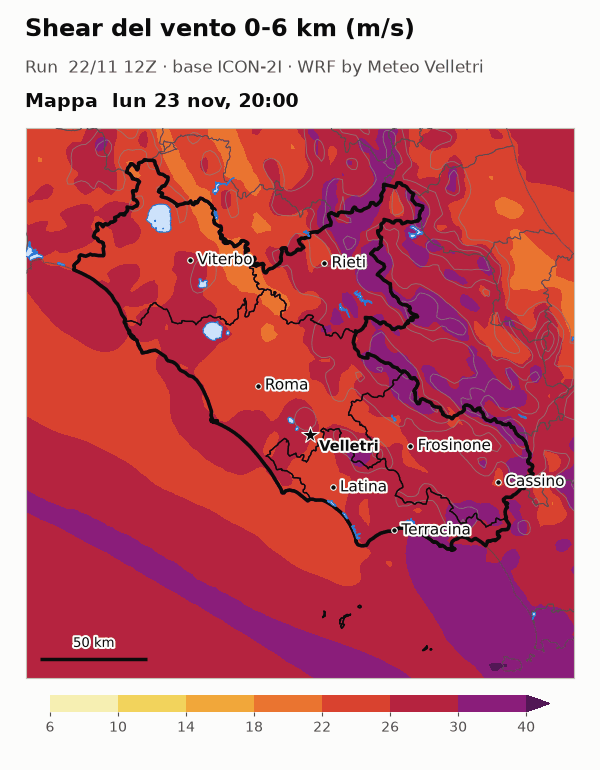 Shear del vento 0-6 km (m/s)
Run  22/11 12Z · base ICON-2I · WRF by Meteo Velletri
Mappa  lun 23 nov, 20:00
Viterbo
Rieti
Roma
Velletri
Frosinone
Latina
Cassino
Terracina
50 km
6 10 14 18 22 26 30 40